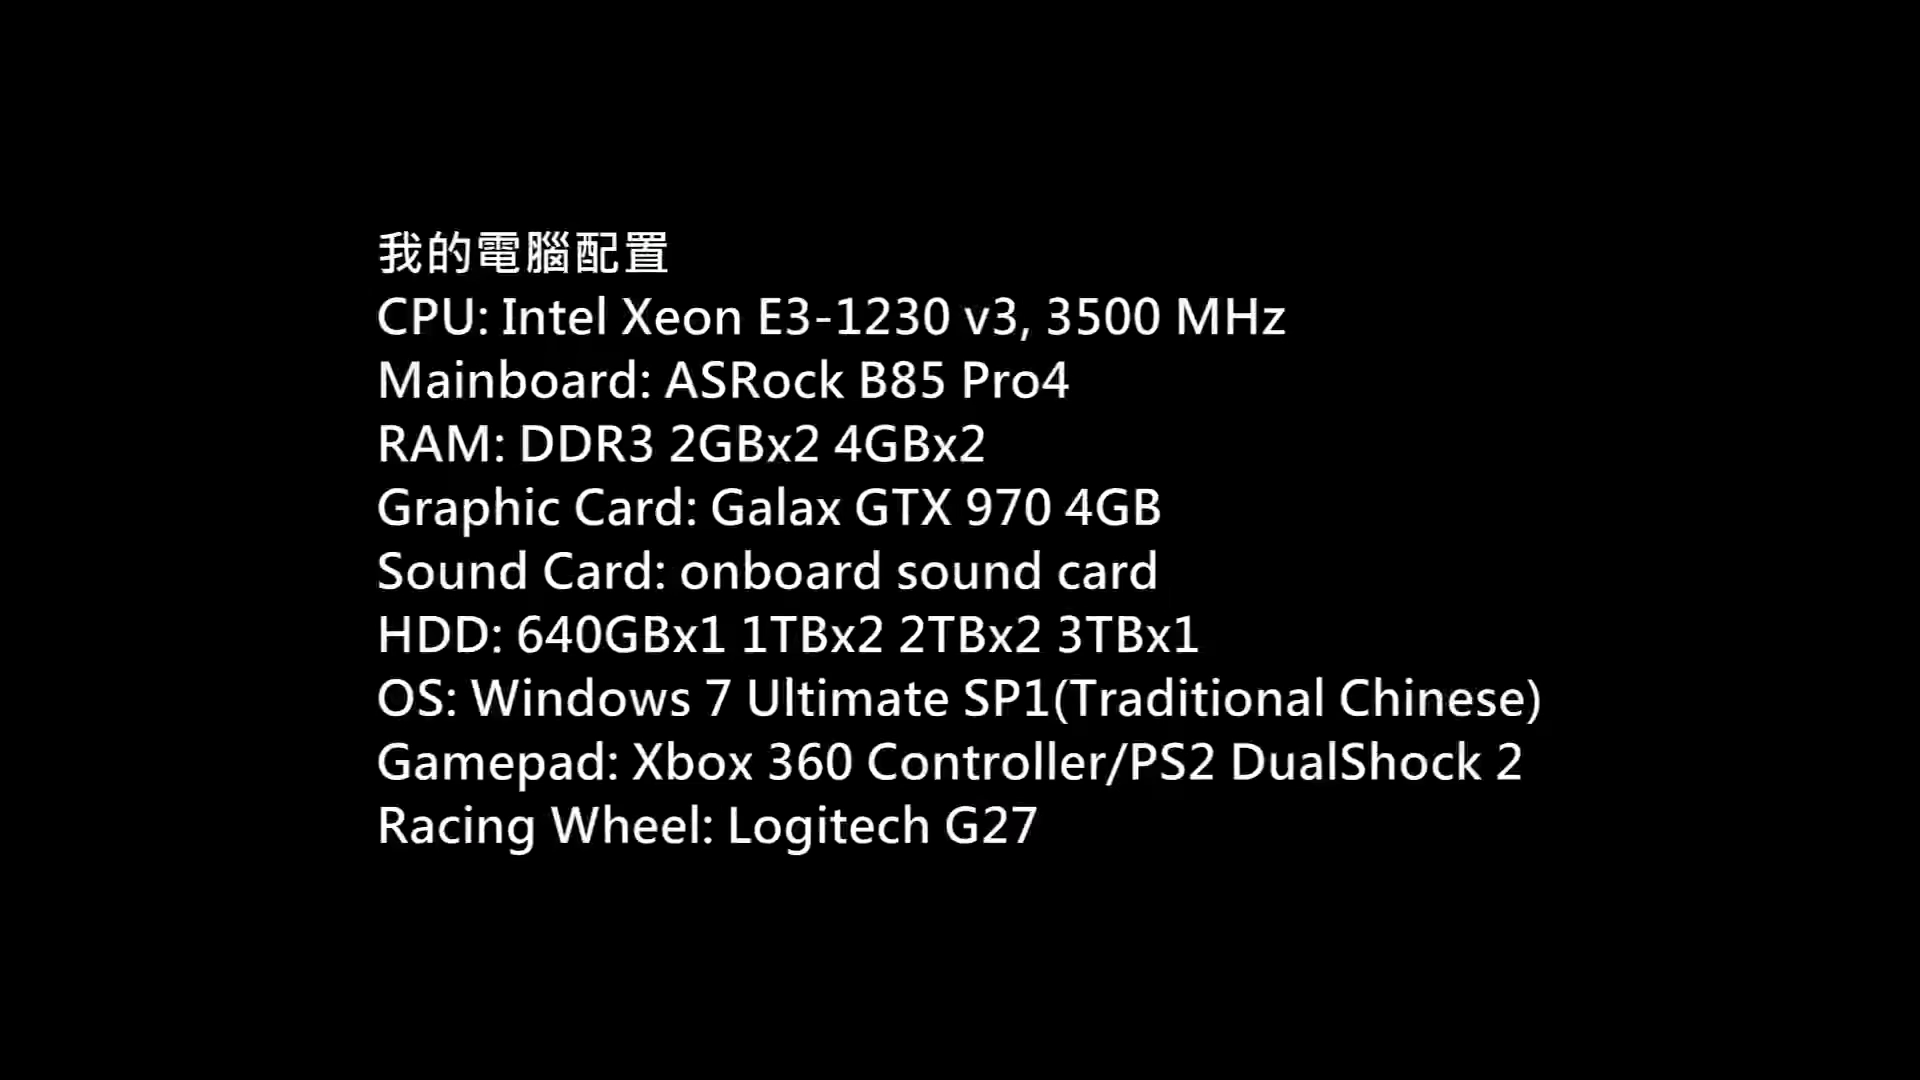 我的電腦配置
CPU: Intel Xeon E3-1230 v3, 3500 MHz
Mainboard: ASRock B85 Pro4
RAM: DDR3 2GBx2 4GBx2
Graphic Card: Galax GTX 970 4GB
Sound Card: onboard sound card
HDD: 640GBx1 1TBx2 2TBx2 3TBx1
OS: Windows 7 Ultimate SP1(Traditional Chinese)
Gamepad: Xbox 360 Controller/PS2 DualShock 2
Racing Wheel: Logitech G27